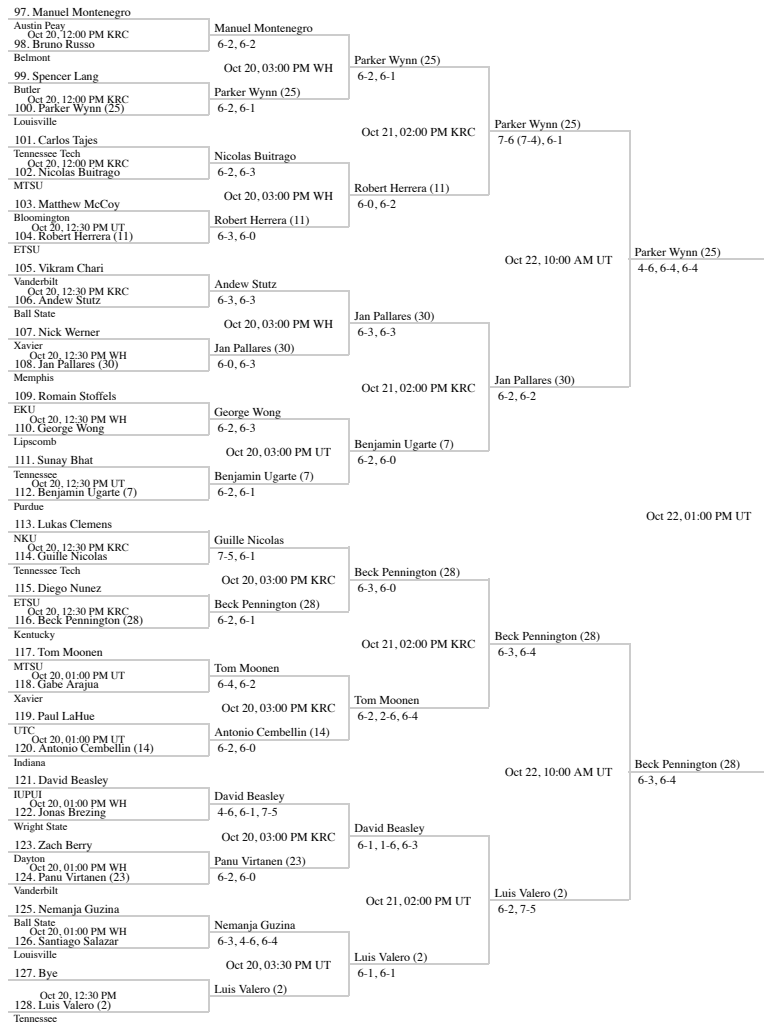 97. Manuel Montenegro
Austin Peay
Oct 20, 12:00 PM KRC
98. Bruno Russo
Belmont
99. Spencer Lang
Butler
Oct 20, 12:00 PM KRC
100. Parker Wynn (25)
Louisville
101. Carlos Tajes
Tennessee Tech
Oct 20, 12:00 PM KRC
102. Nicolas Buitrago
MTSU
103. Matthew McCoy
Bloomington
Oct 20, 12:30 PM UT
104. Robert Herrera (11)
ETSU
105. Vikram Chari
Vanderbilt
Oct 20, 12:30 PM KRC
106. Andew Stutz
Ball State
107. Nick Werner
Xavier
Oct 20, 12:30 PM WH
108. Jan Pallares (30)
Memphis
109. Romain Stoffels
EKU
Oct 20, 12:30 PM WH
110. George Wong
Lipscomb
111. Sunay Bhat
Tennessee
Oct 20, 12:30 PM UT
112. Benjamin Ugarte (7)
Purdue
113. Lukas Clemens
NKU
Oct 20, 12:30 PM KRC
114. Guille Nicolas
Tennessee Tech
115. Diego Nunez
ETSU
Oct 20, 12:30 PM KRC
116. Beck Pennington (28)
Kentucky
117. Tom Moonen
MTSU
Oct 20, 01:00 PM UT
118. Gabe Arajua
Xavier
119. Paul LaHue
UTC
Oct 20, 01:00 PM UT
120. Antonio Cembellin (14)
Indiana
121. David Beasley
IUPUI
Oct 20, 01:00 PM WH
122. Jonas Brezing
Wright State
123. Zach Berry
Dayton
Oct 20, 01:00 PM WH
124. Panu Virtanen (23)
Vanderbilt
125. Nemanja Guzina
Ball State
Oct 20, 01:00 PM WH
126. Santiago Salazar
Louisville
127. Bye
Oct 20, 12:30 PM
128. Luis Valero (2)
Tennessee
Manuel Montenegro
6-2, 6-2
Oct 20, 03:00 PM WH
Parker Wynn (25)
6-2, 6-1
Nicolas Buitrago
6-2, 6-3
Oct 20, 03:00 PM WH
Robert Herrera (11)
6-3, 6-0
Andew Stutz
6-3, 6-3
Oct 20, 03:00 PM WH
Jan Pallares (30)
6-0, 6-3
George Wong
6-2, 6-3
Oct 20, 03:00 PM UT
Benjamin Ugarte (7)
6-2, 6-1
Guille Nicolas
7-5, 6-1
Oct 20, 03:00 PM KRC
Beck Pennington (28)
6-2, 6-1
Tom Moonen
6-4, 6-2
Oct 20, 03:00 PM KRC
Antonio Cembellin (14)
6-2, 6-0
David Beasley
4-6, 6-1, 7-5
Oct 20, 03:00 PM KRC
Panu Virtanen (23)
6-2, 6-0
Nemanja Guzina
6-3, 4-6, 6-4
Oct 20, 03:30 PM UT
Luis Valero (2)
Parker Wynn (25)
6-2, 6-1
Oct 21, 02:00 PM KRC
Robert Herrera (11)
6-0, 6-2
Jan Pallares (30)
6-3, 6-3
Oct 21, 02:00 PM KRC
Benjamin Ugarte (7)
6-2, 6-0
Beck Pennington (28)
6-3, 6-0
Oct 21, 02:00 PM KRC
Tom Moonen
6-2, 2-6, 6-4
David Beasley
6-1, 1-6, 6-3
Oct 21, 02:00 PM UT
Luis Valero (2)
6-1, 6-1
Parker Wynn (25)
7-6 (7-4), 6-1
Oct 22, 10:00 AM UT
Jan Pallares (30)
6-2, 6-2
Beck Pennington (28)
6-3, 6-4
Oct 22, 10:00 AM UT
Luis Valero (2)
6-2, 7-5
Parker Wynn (25)
4-6, 6-4, 6-4
Oct 22, 01:00 PM UT
Beck Pennington (28)
6-3, 6-4